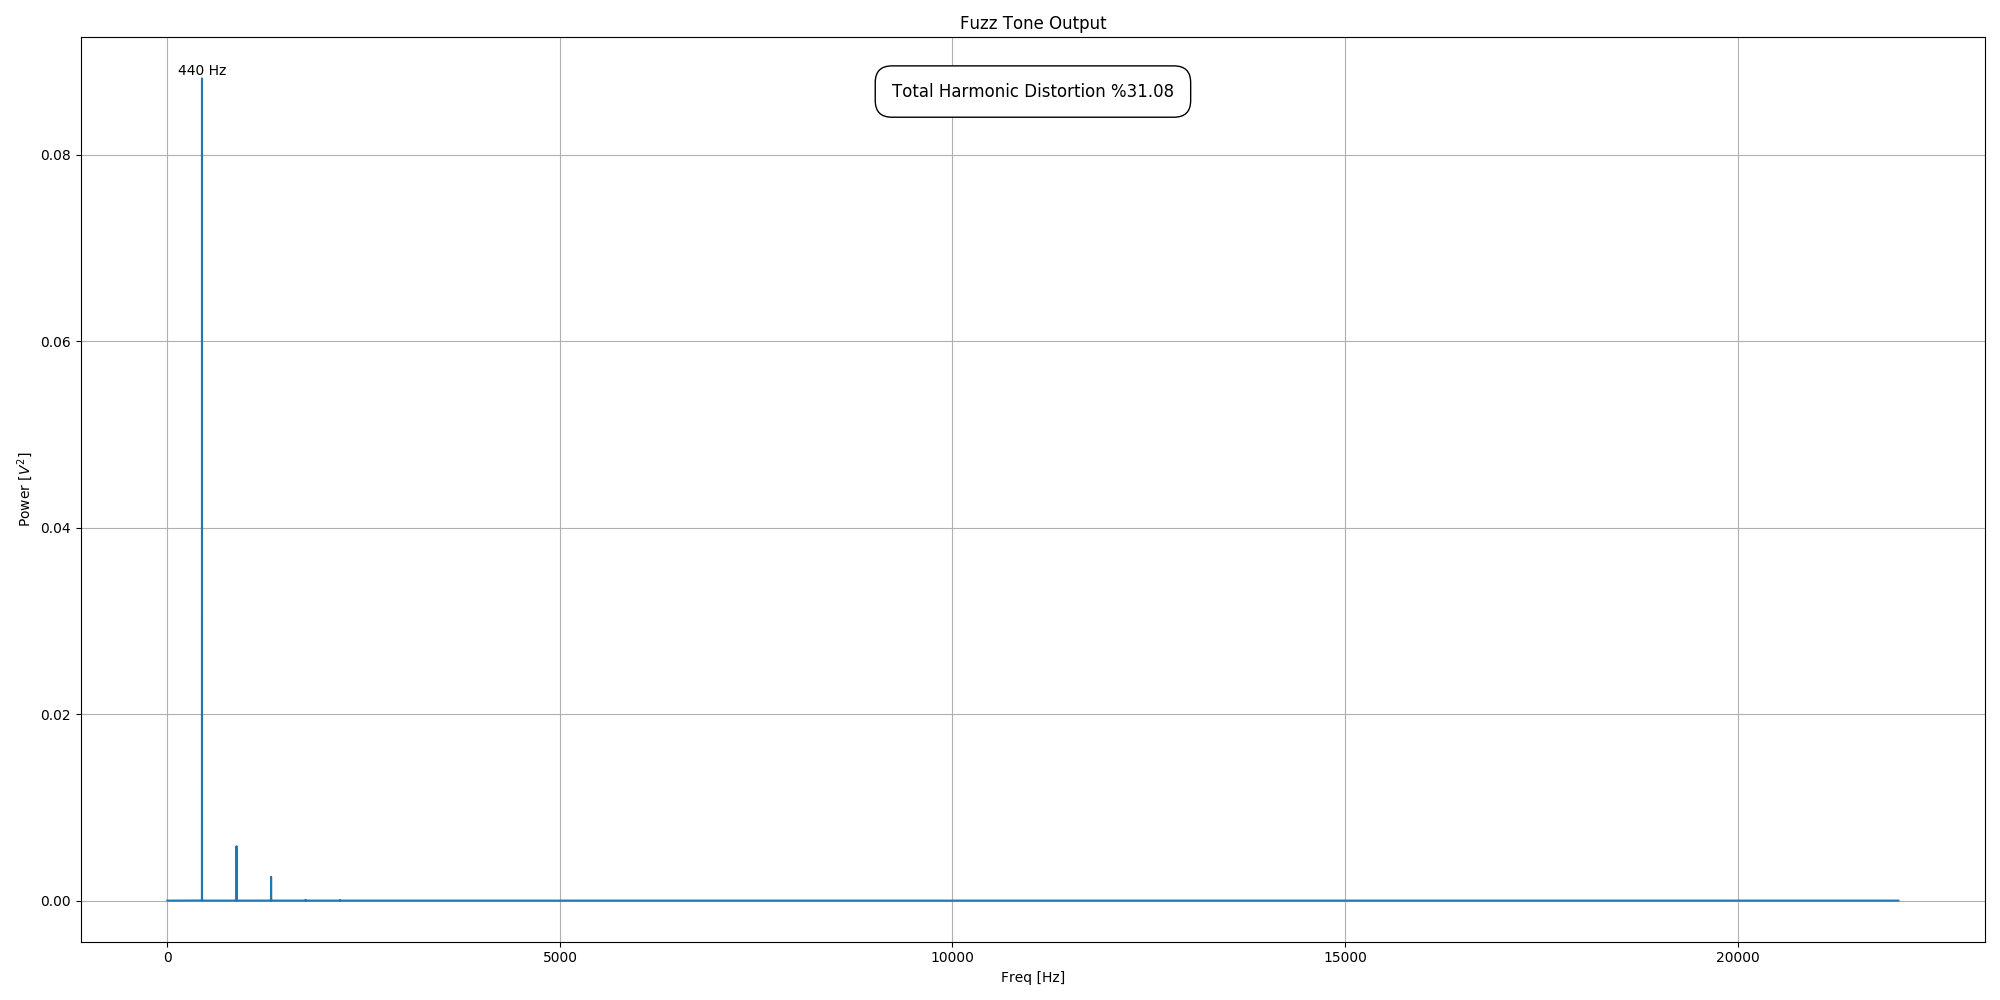 Fuzz Tone Output
440 Hz
Total Harmonic Distortion %31.08
Power [V²]
0.08
0.06
0.04
0.02
0.00
0
5000
10000
15000
20000
Freq [Hz]